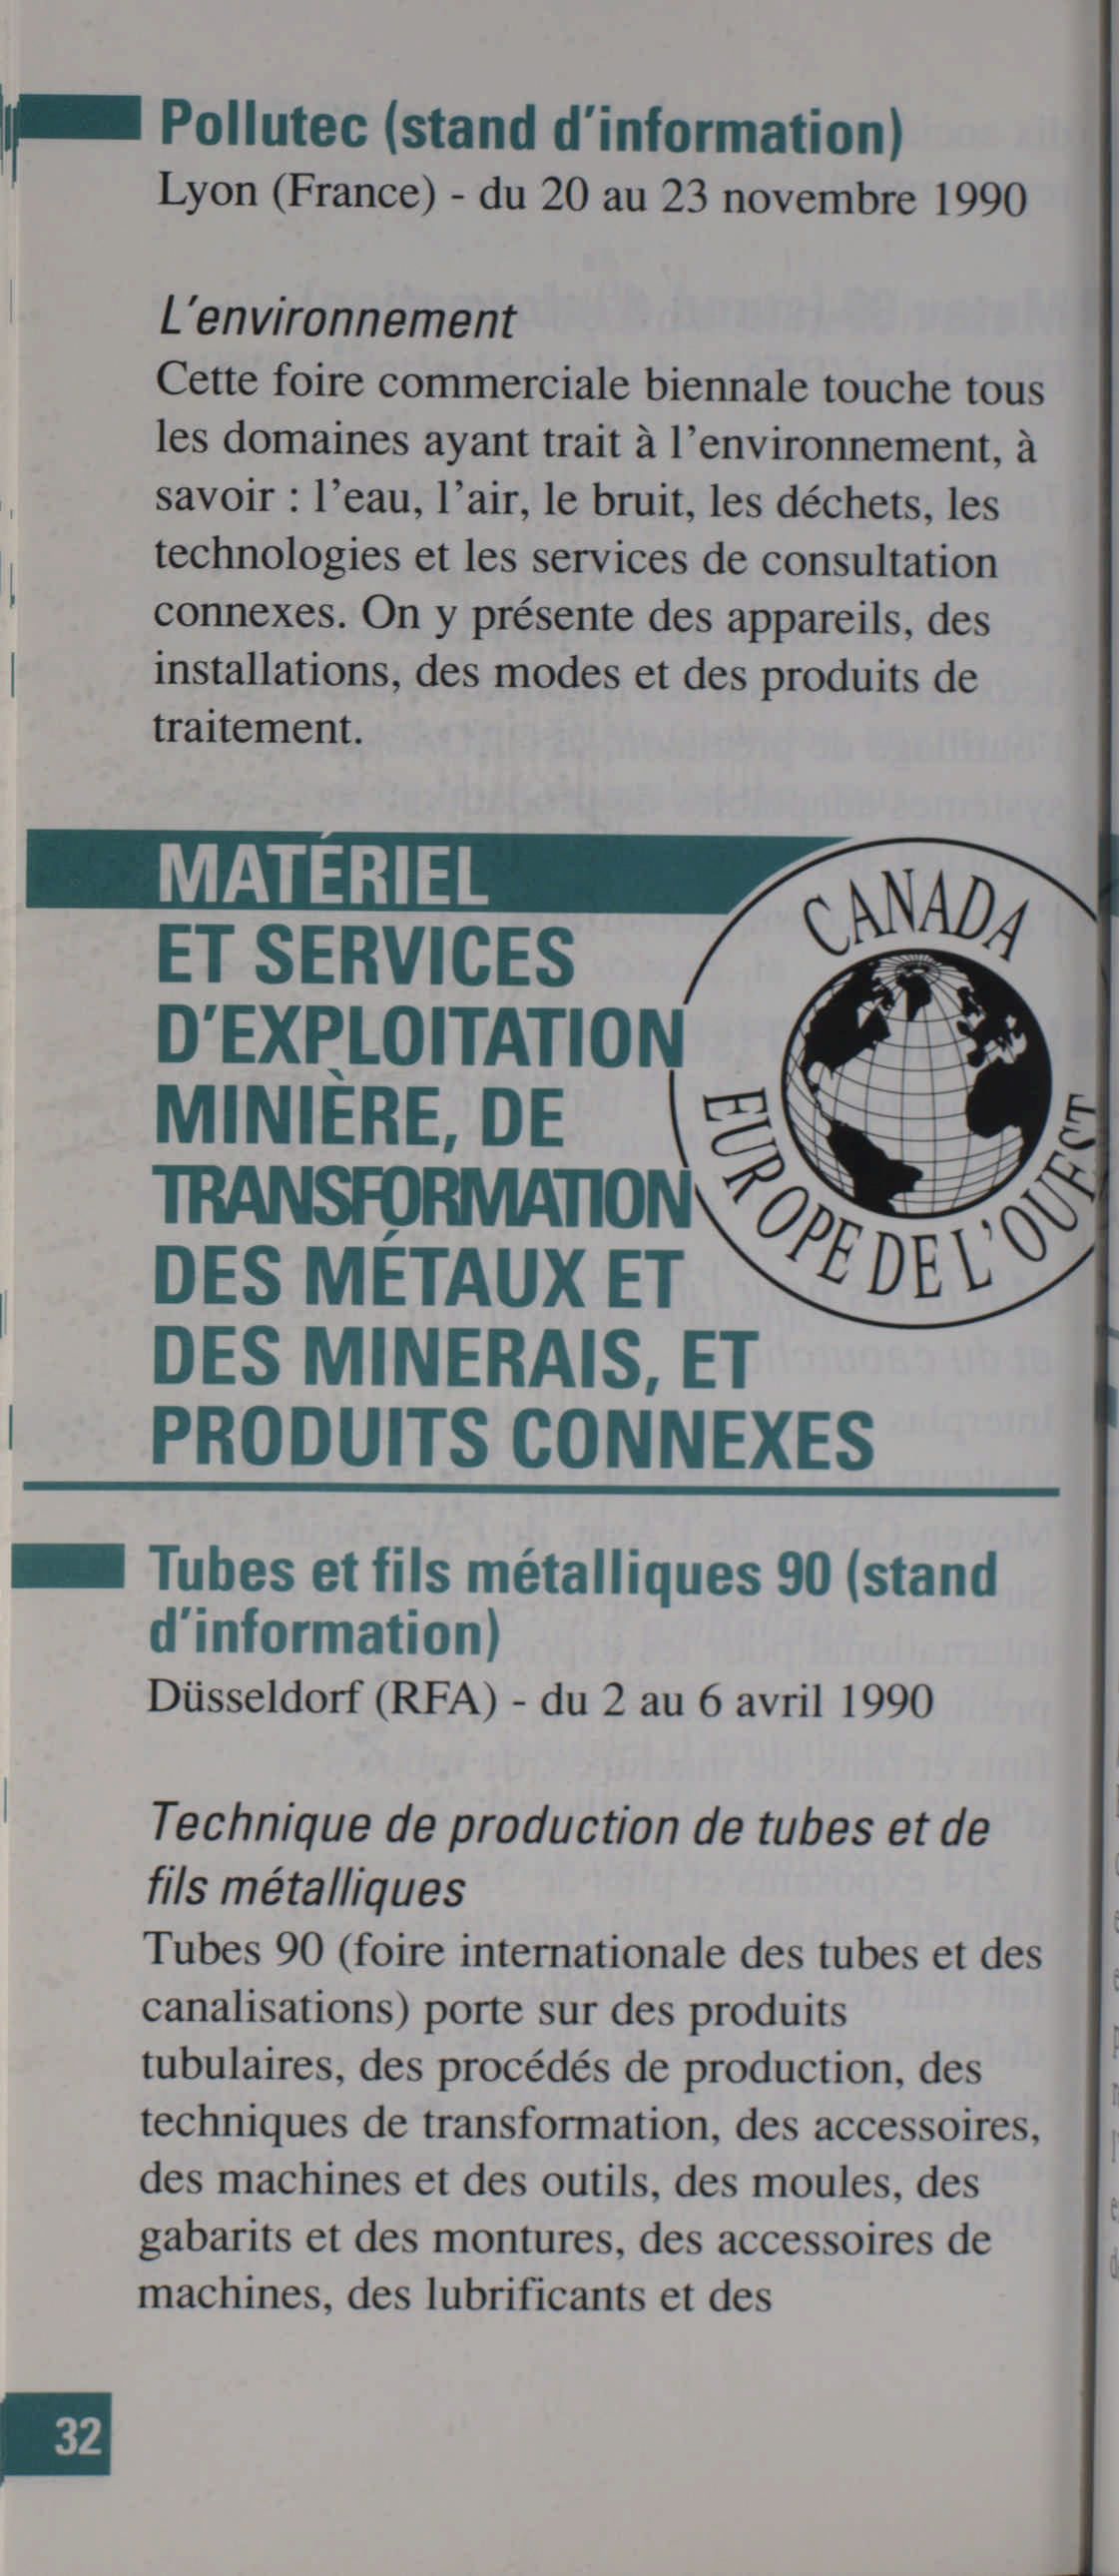 Pollutec (stand d'information)
Lyon (France) - du 20 au 23 novembre 1990
L'environnement
Cette foire commerciale biennale touche tous
les domaines ayant trait à l'environnement, à
savoir : l'eau, l'air, le bruit, les déchets, les
technologies et les services de consultation
connexes. On y présente des appareils, des
installations, des modes et des produits de
traitement.
MATÉRIEL
ET SERVICES
D'EXPLOITATION
MINIÈRE, DE
TRANSFORMATION
DES MÉTAUX ET
DES MINERAIS, ET
PRODUITS CONNEXES
CANADA
EUROPE DE L'OUEST
Tubes et fils métalliques 90 (stand
d'information)
Düsseldorf (RFA) - du 2 au 6 avril 1990
Technique de production de tubes et de
fils métalliques
Tubes 90 (foire internationale des tubes et des
canalisations) porte sur des produits
tubulaires, des procédés de production, des
techniques de transformation, des accessoires,
des machines et des outils, des moules, des
gabarits et des montures, des accessoires de
machines, des lubrificants et des
32